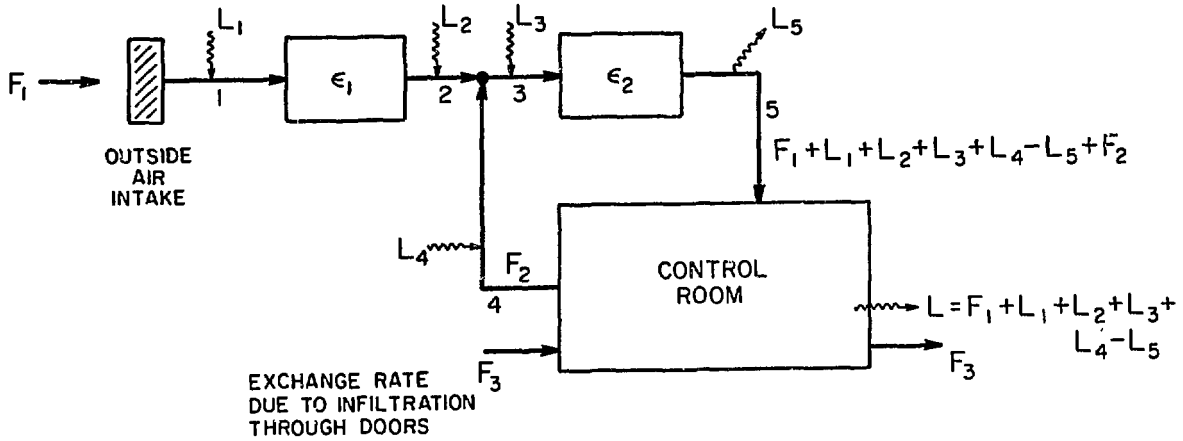 L₁
L₂
L₃
L₅
F₁
ϵ₁
ϵ₂
1
2
3
5
OUTSIDE
AIR
INTAKE
F₁+L₁+L₂+L₃+L₄-L₅+F₂
L₄
F₂
4
CONTROL
ROOM
L=F₁+L₁+L₂+L₃+
L₄-L₅
F₃
F₃
EXCHANGE RATE
DUE TO INFILTRATION
THROUGH DOORS